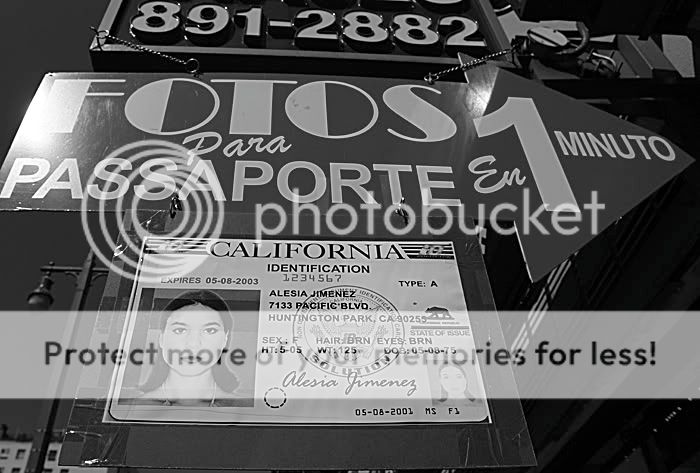 891-2882
FOTOS
Para
PASSAPORTE
En 1 MINUTO
photobucket
CALIFORNIA
IDENTIFICATION
1234567
EXPIRES 05-08-2003
TYPE: A
ALESIA JIMENEZ
7133 PACIFIC BLVD.
HUNTINGTON PARK, CA 90255
STATE OF ISSUE
SEX: F HAIR: BRN EYES: BRN
HT: 5-05 WT: 125 DOB: 05-08-75
Protect more of your memories for less!
Alesia Jimenez
05-08-2001 MS F1